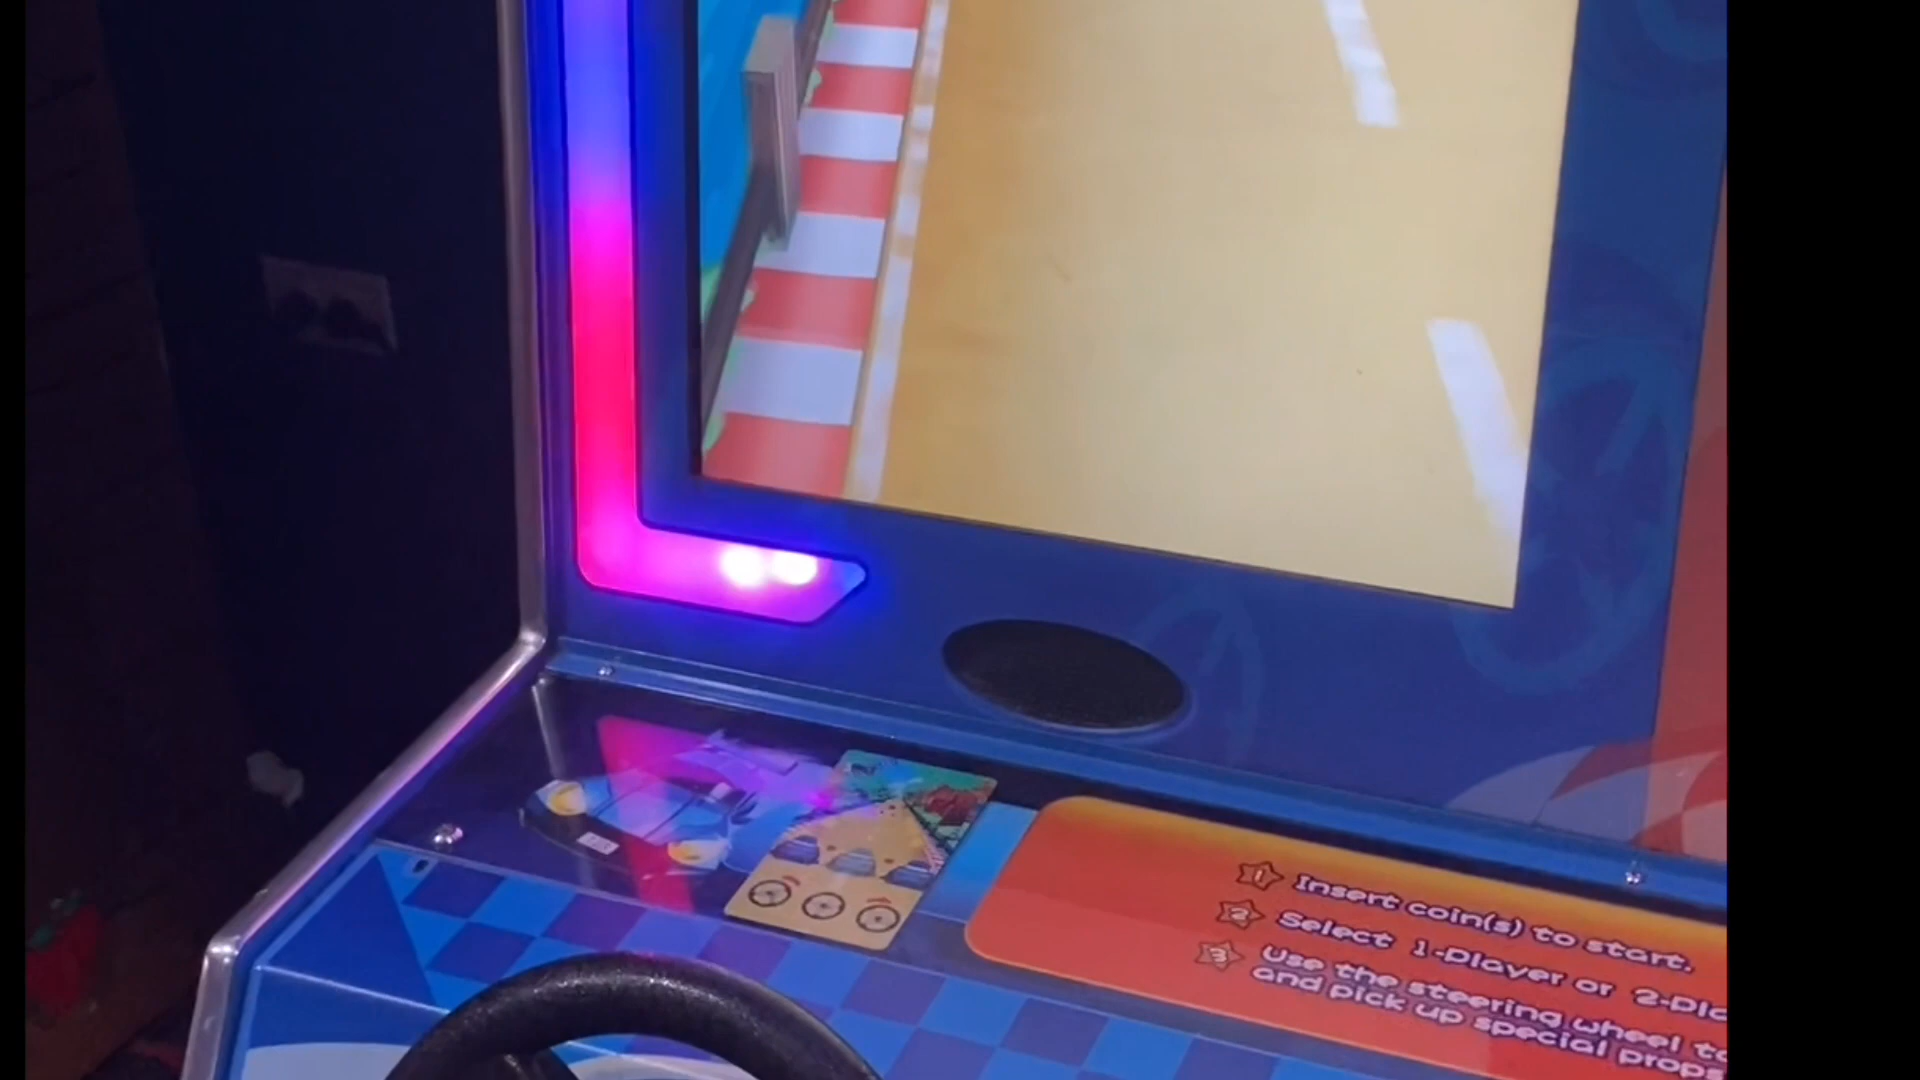 1 Insert coin(s) to start.
2 Select 1-Player or 2-Pla
3 Use the steering wheel to
and pick up special props